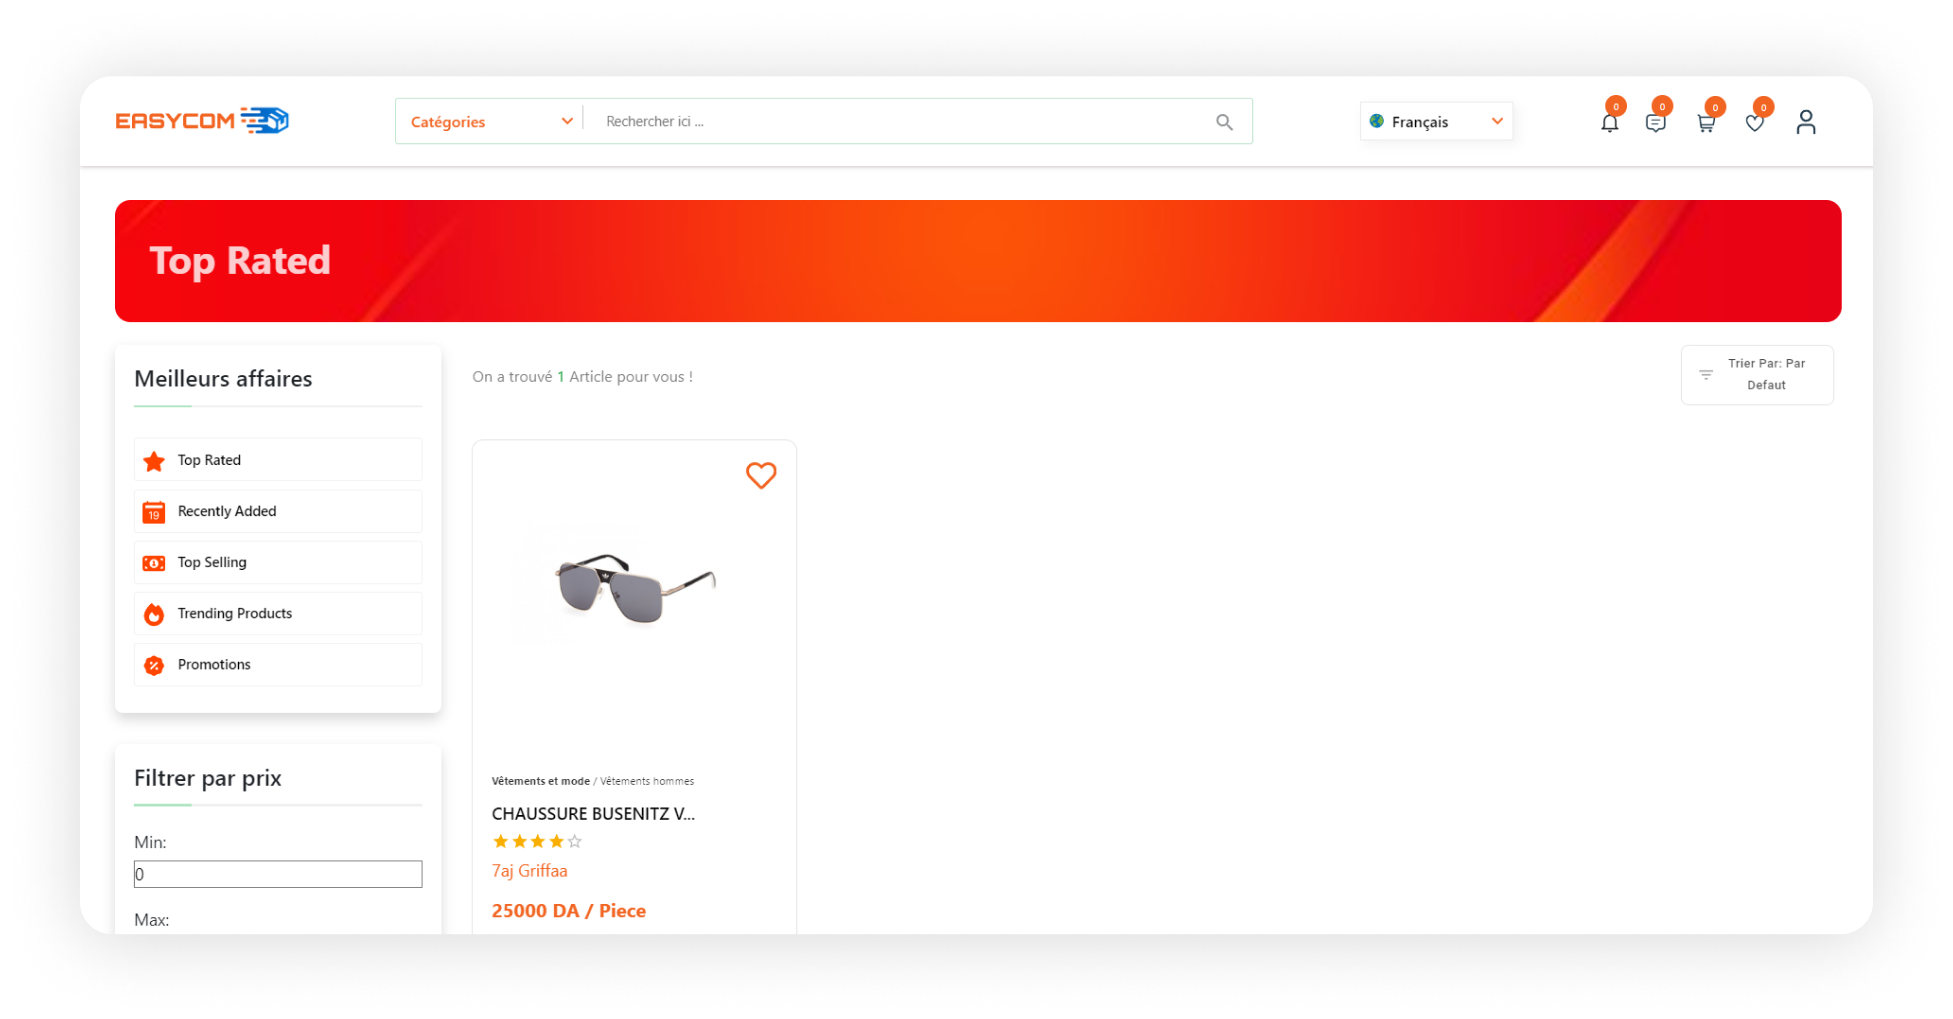 EASYCOM
Catégories
Rechercher ici ...
Français
0
0
0
0
Top Rated
Meilleurs affaires
Top Rated
19
Recently Added
Top Selling
Trending Products
Promotions
On a trouvé 1 Article pour vous !
Trier Par: Par
Defaut
Vêtements et mode / Vêtements hommes
CHAUSSURE BUSENITZ V...
7aj Griffaa
25000 DA / Piece
Filtrer par prix
Min:
0
Max: